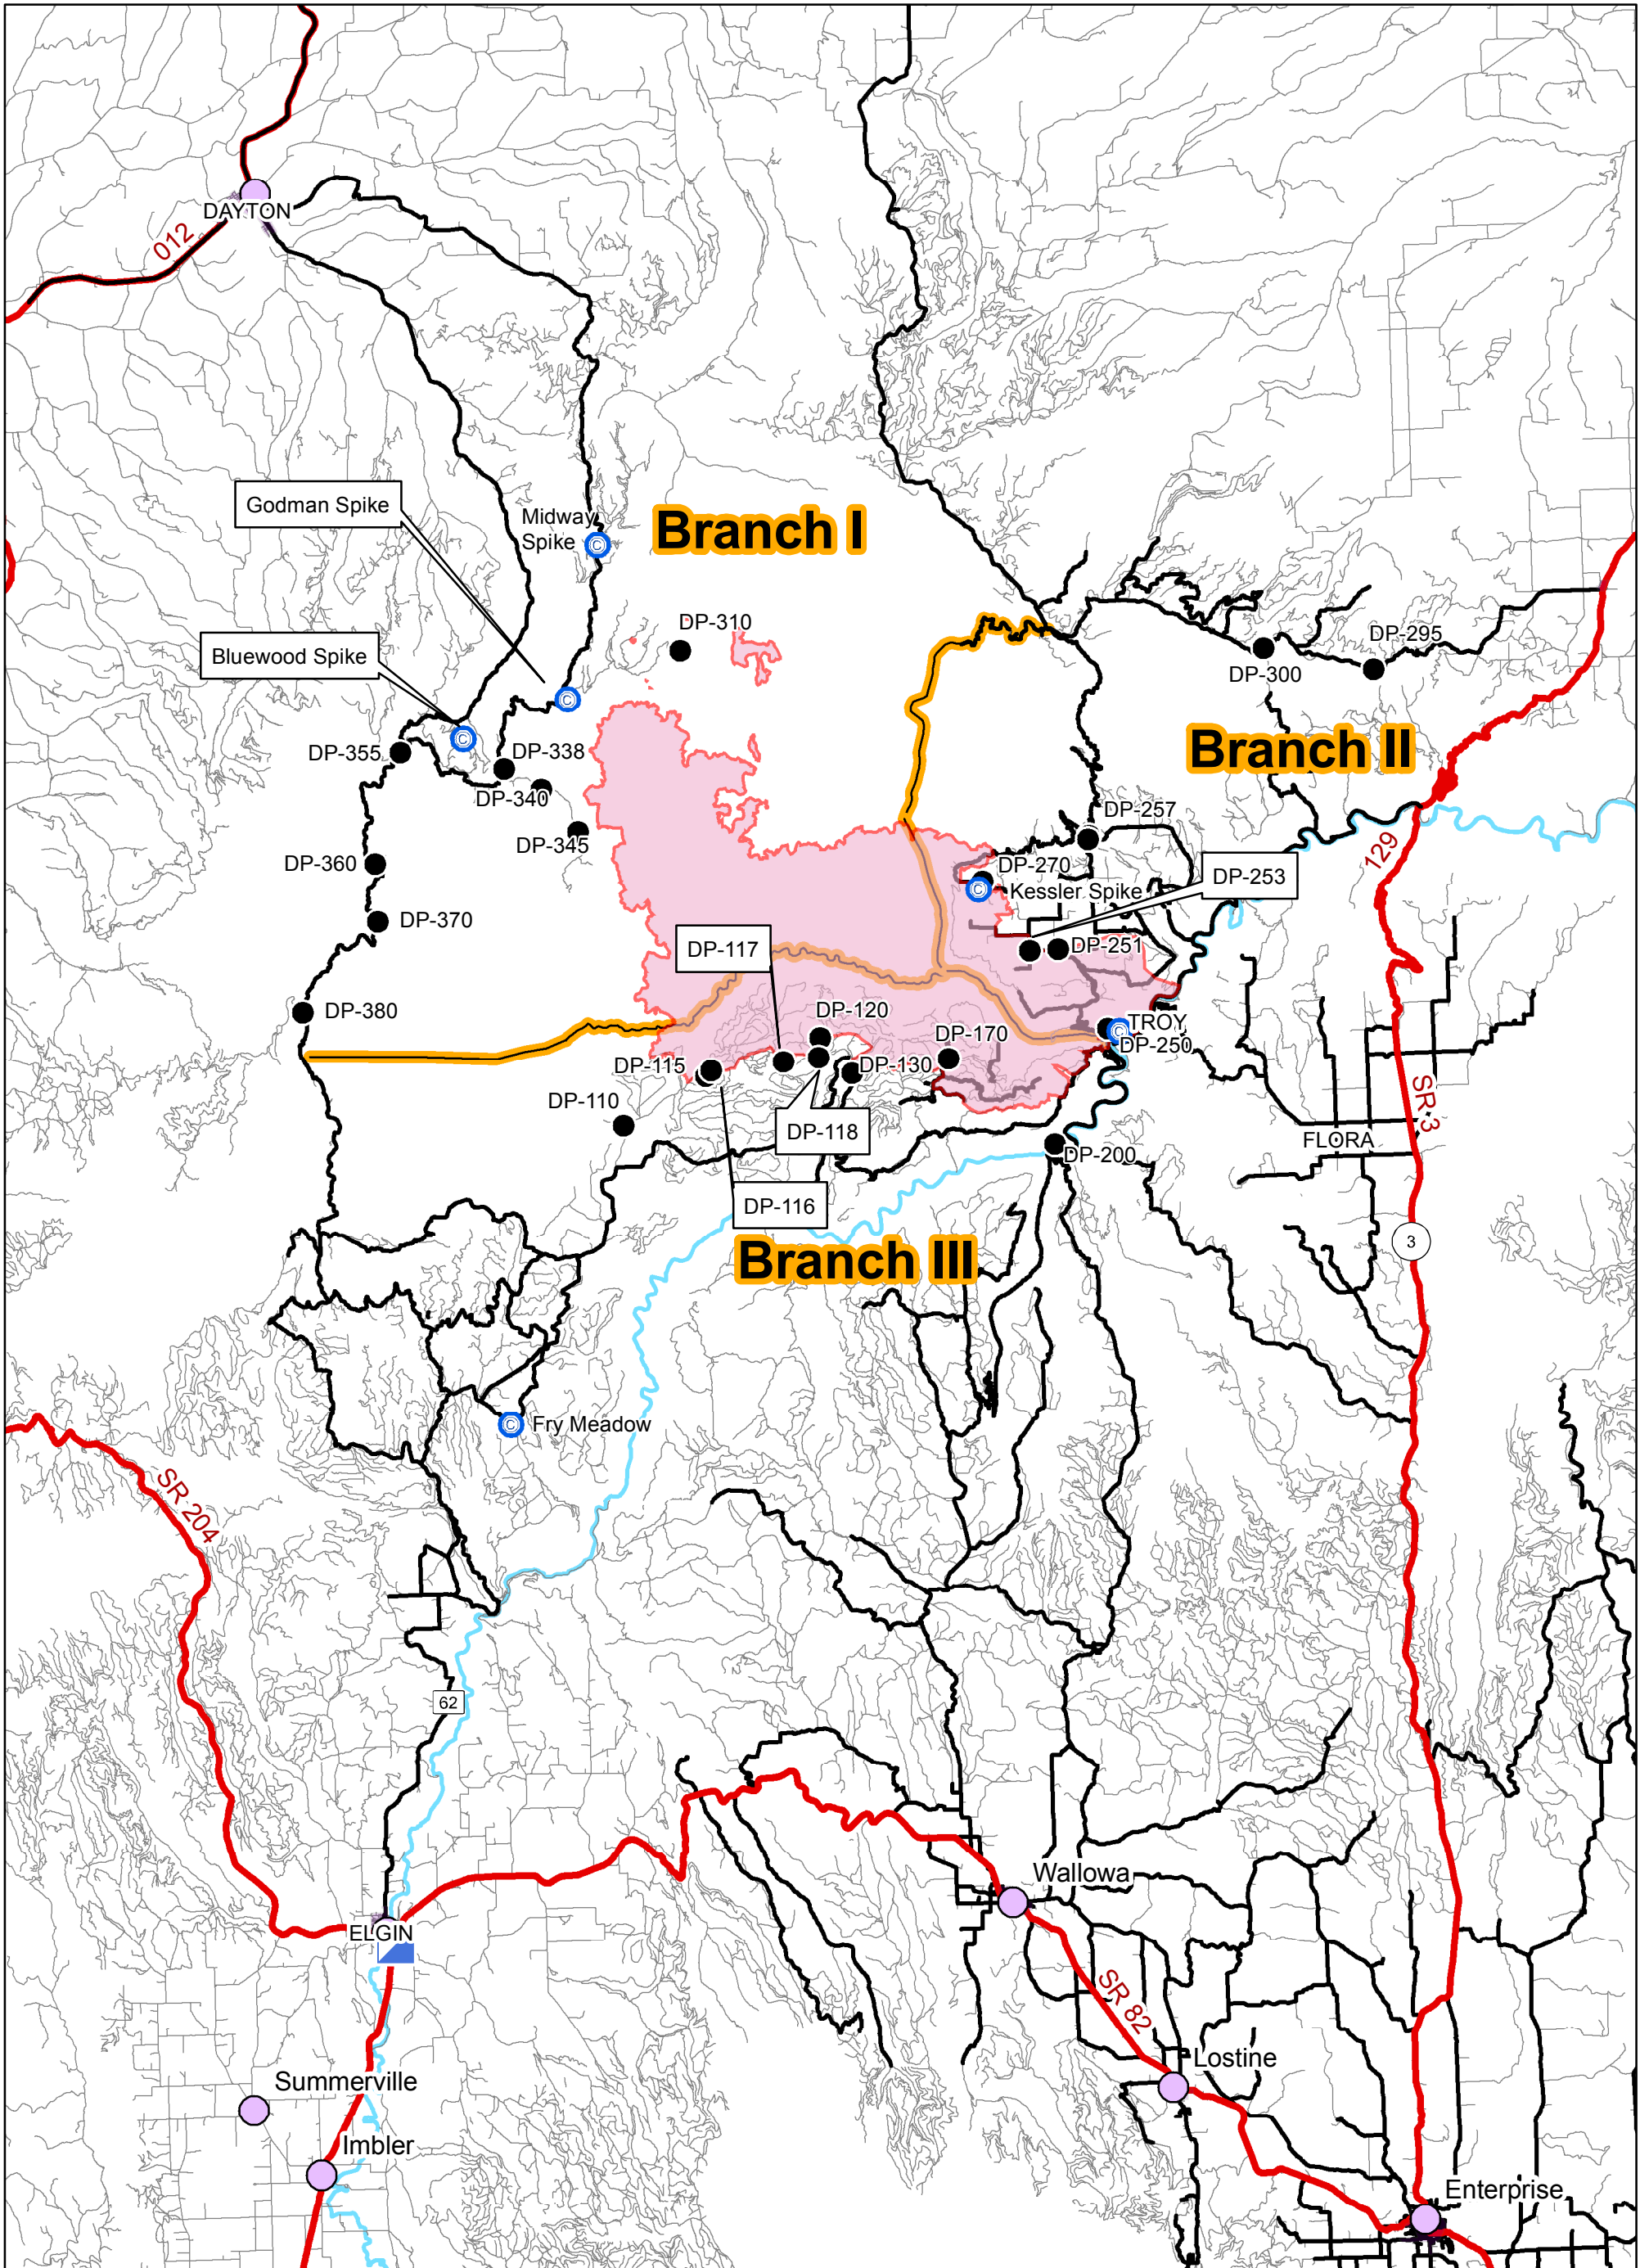 DAYTON
012
Godman Spike
Midway
Spike
Branch I
DP-310
Bluewood Spike
DP-295
DP-300
DP-355
DP-338
Branch II
DP-340
DP-257
DP-345
129
DP-360
DP-270
Kessler Spike
DP-253
DP-370
DP-117
DP-251
DP-380
DP-120
TROY
DP-250
DP-170
DP-115
DP-130
DP-110
SR 3
DP-118
FLORA
DP-200
DP-116
Branch III
3
Fry Meadow
SR 204
62
Wallowa
ELGIN
SR 82
Lostine
Summerville
Imbler
Enterprise
C
C
C
C
C
C